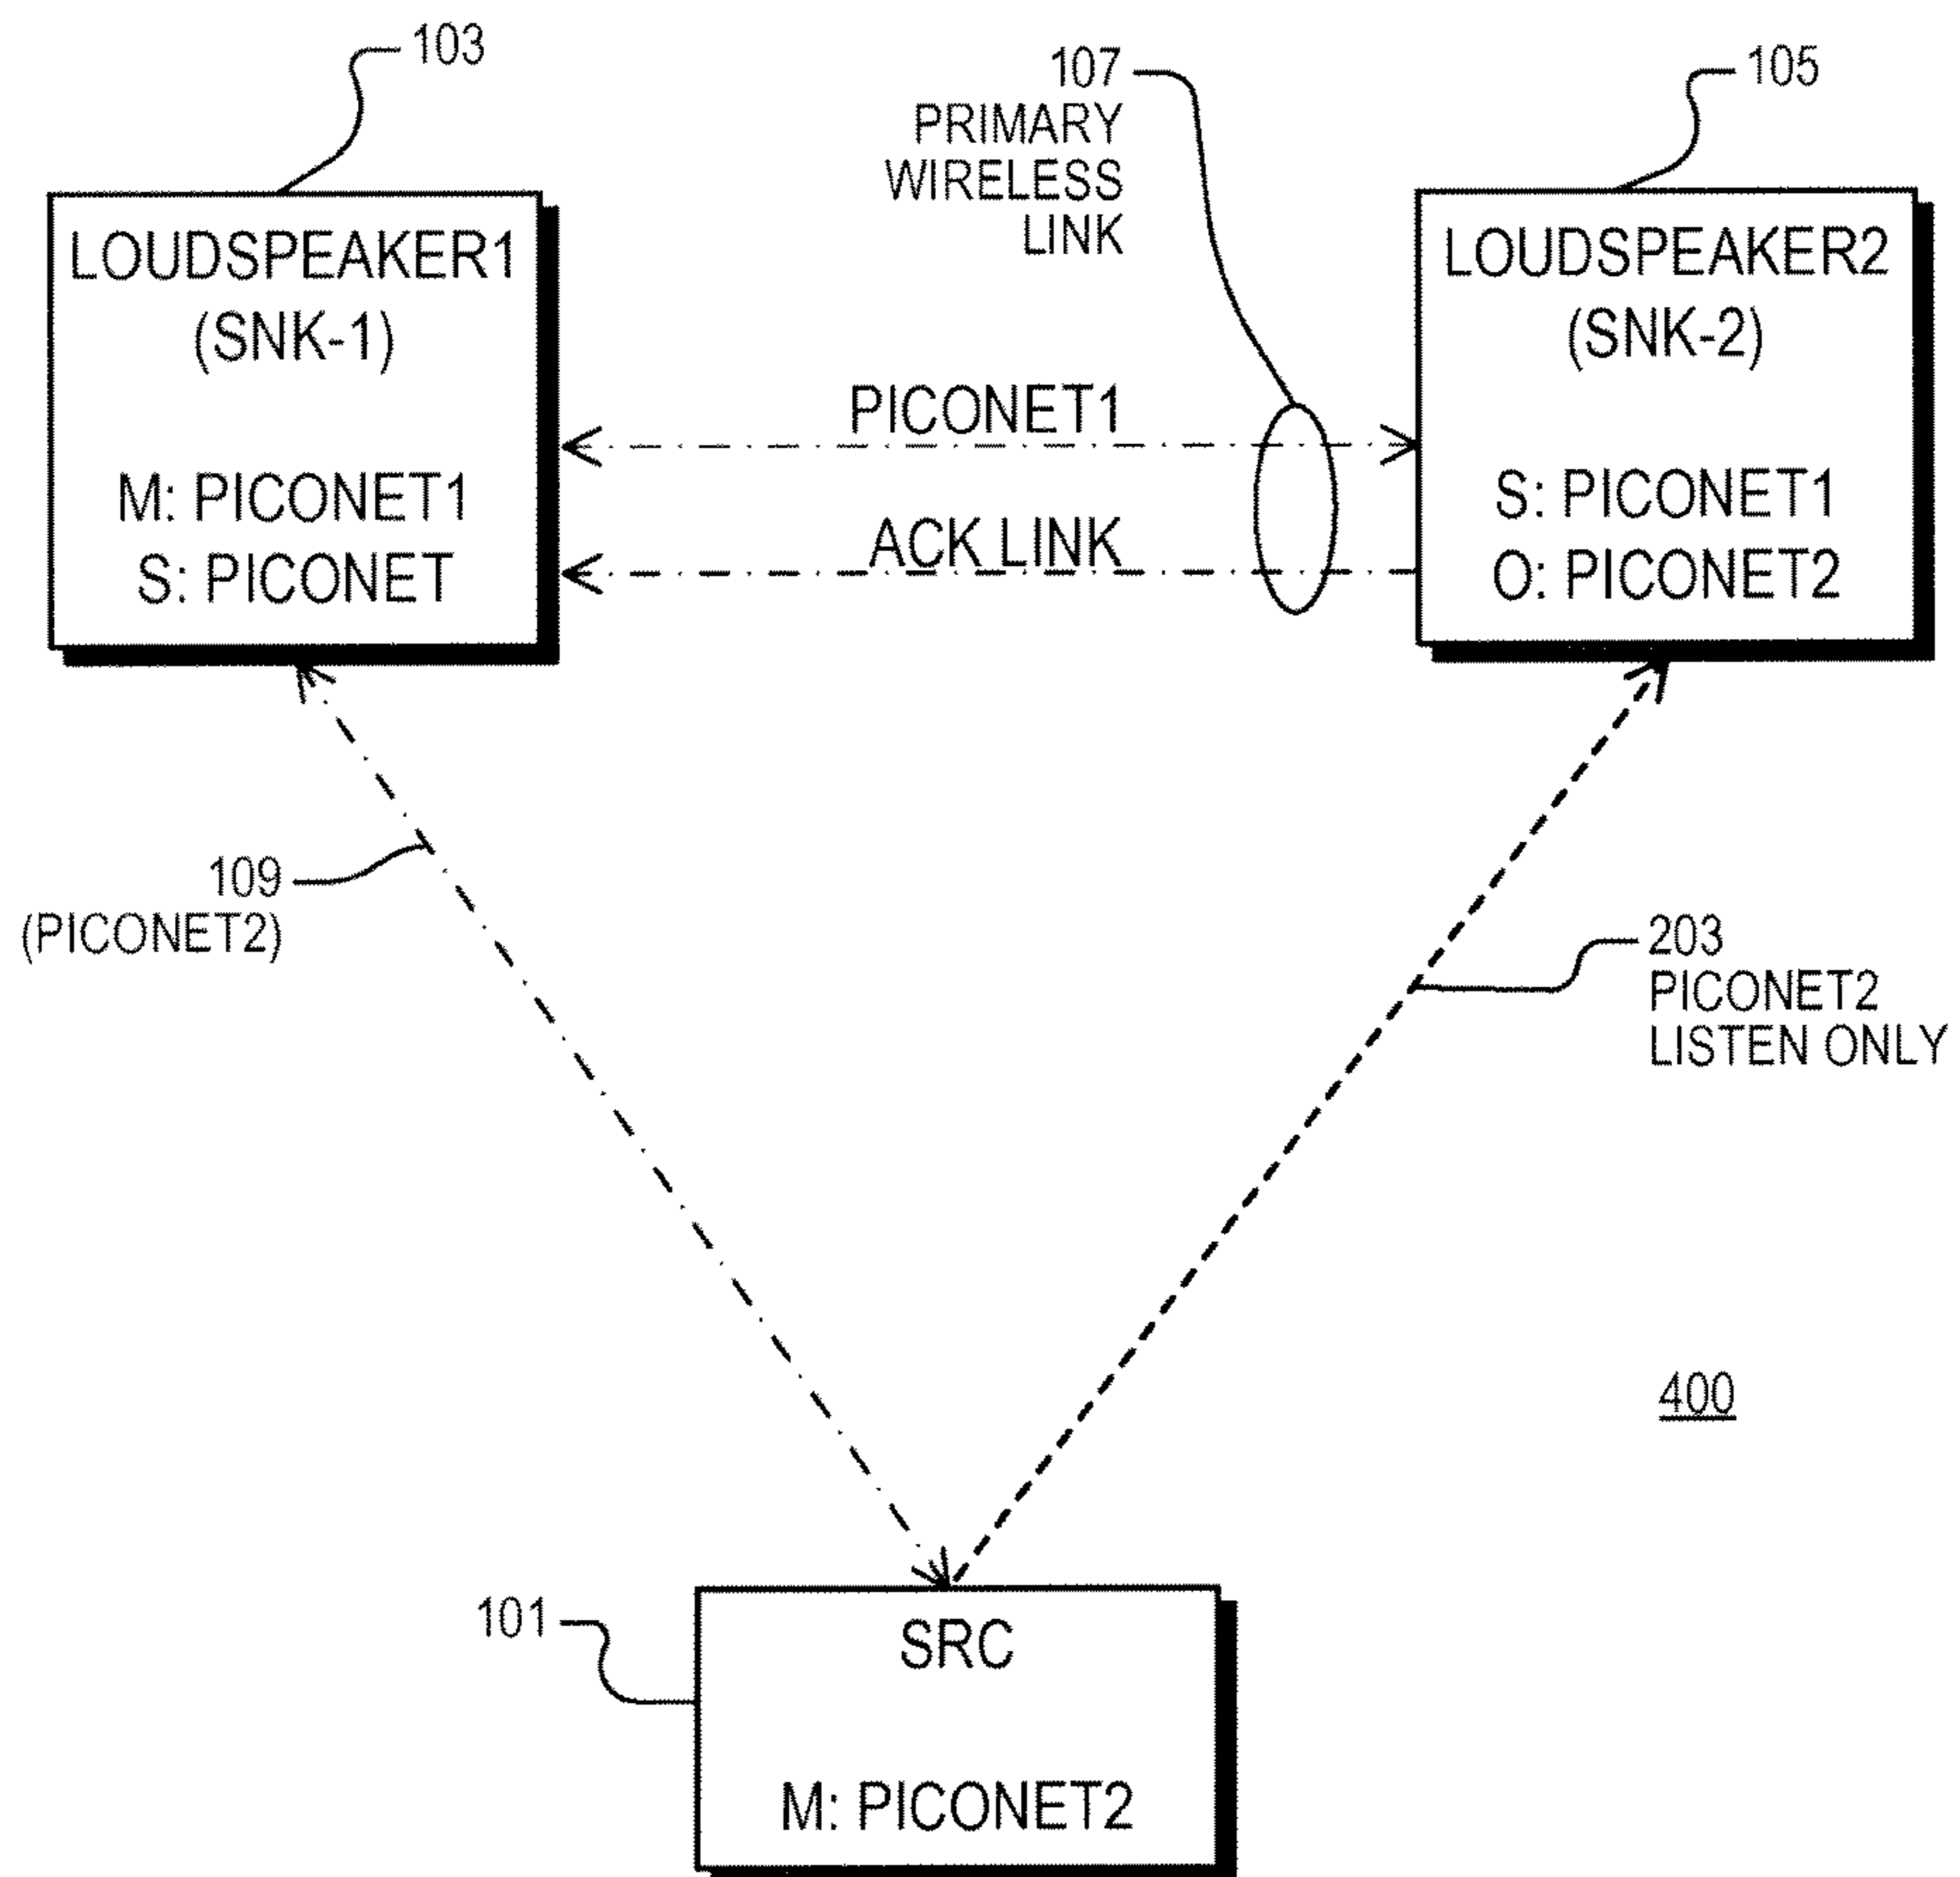 103
107
PRIMARY
WIRELESS
LINK
105
LOUDSPEAKER1
(SNK-1)
M: PICONET1
S: PICONET
PICONET1
ACK LINK
LOUDSPEAKER2
(SNK-2)
S: PICONET1
O: PICONET2
109
(PICONET2)
203
PICONET2
LISTEN ONLY
400
101
SRC
M: PICONET2